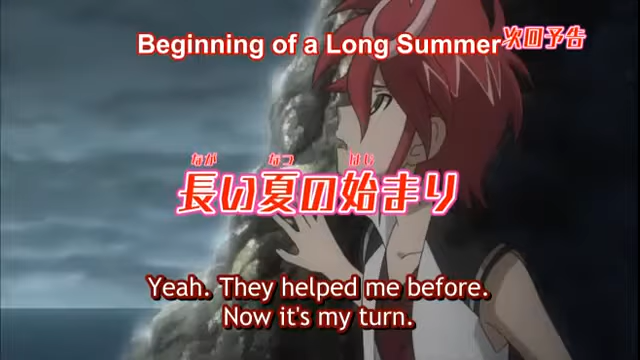 Beginning of a Long Summer
次回予告
なが なつ はじ
長い夏の始まり
Yeah. They helped me before.
Now it's my turn.